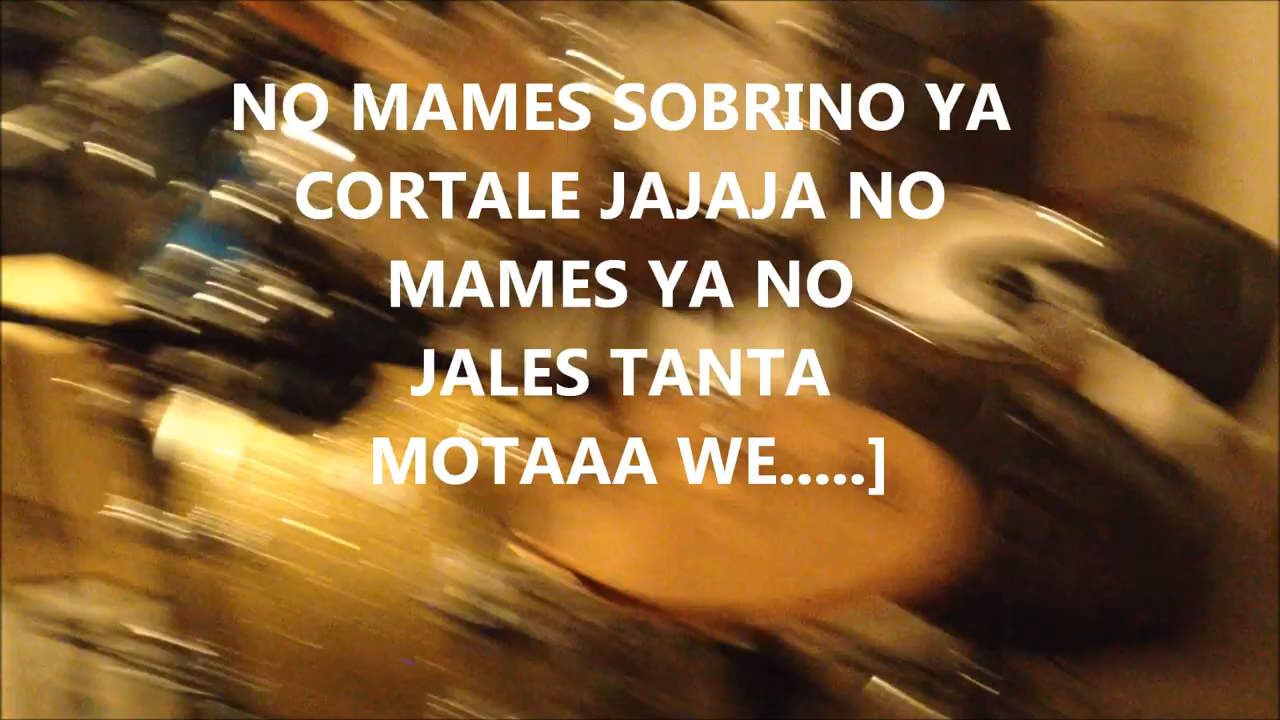 NO MAMES SOBRINO YA
CORTALE JAJAJA NO
MAMES YA NO
JALES TANTA
MOTAAA WE.....]